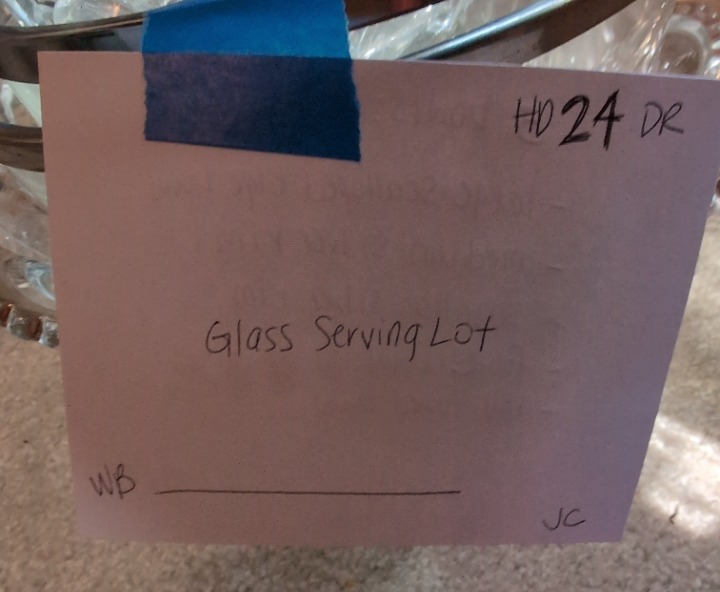 HD 24 DR
Glass Serving Lot
WB
JC